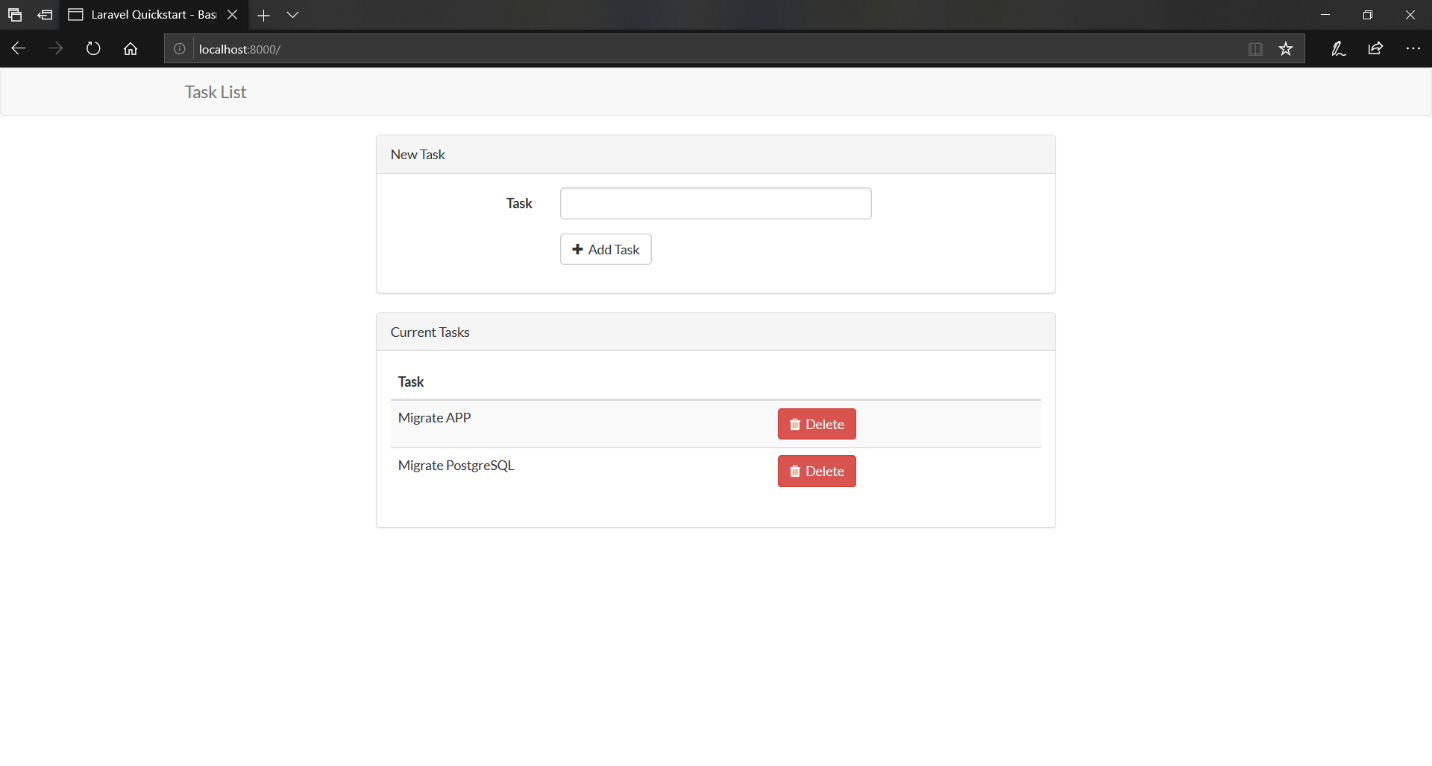 Laravel Quickstart - Bas
localhost:8000/
Task List
New Task
Task
Add Task
Current Tasks
Task
Migrate APP
Delete
Migrate PostgreSQL
Delete